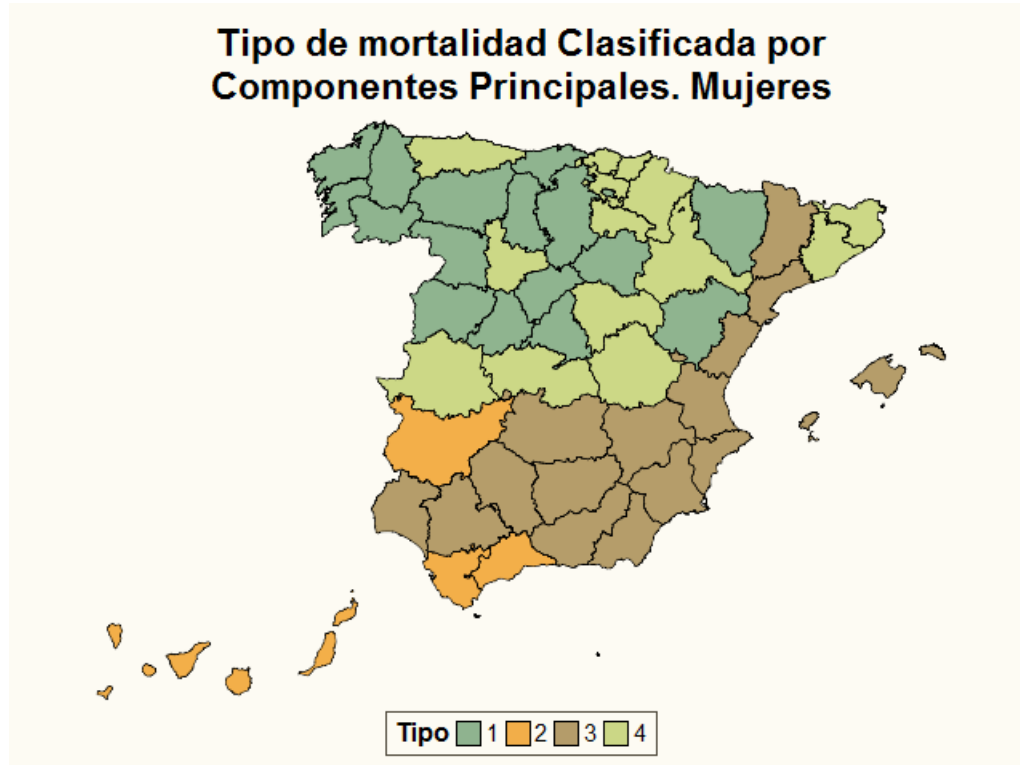 Tipo de mortalidad Clasificada por
Componentes Principales. Mujeres
Tipo 1 2 3 4